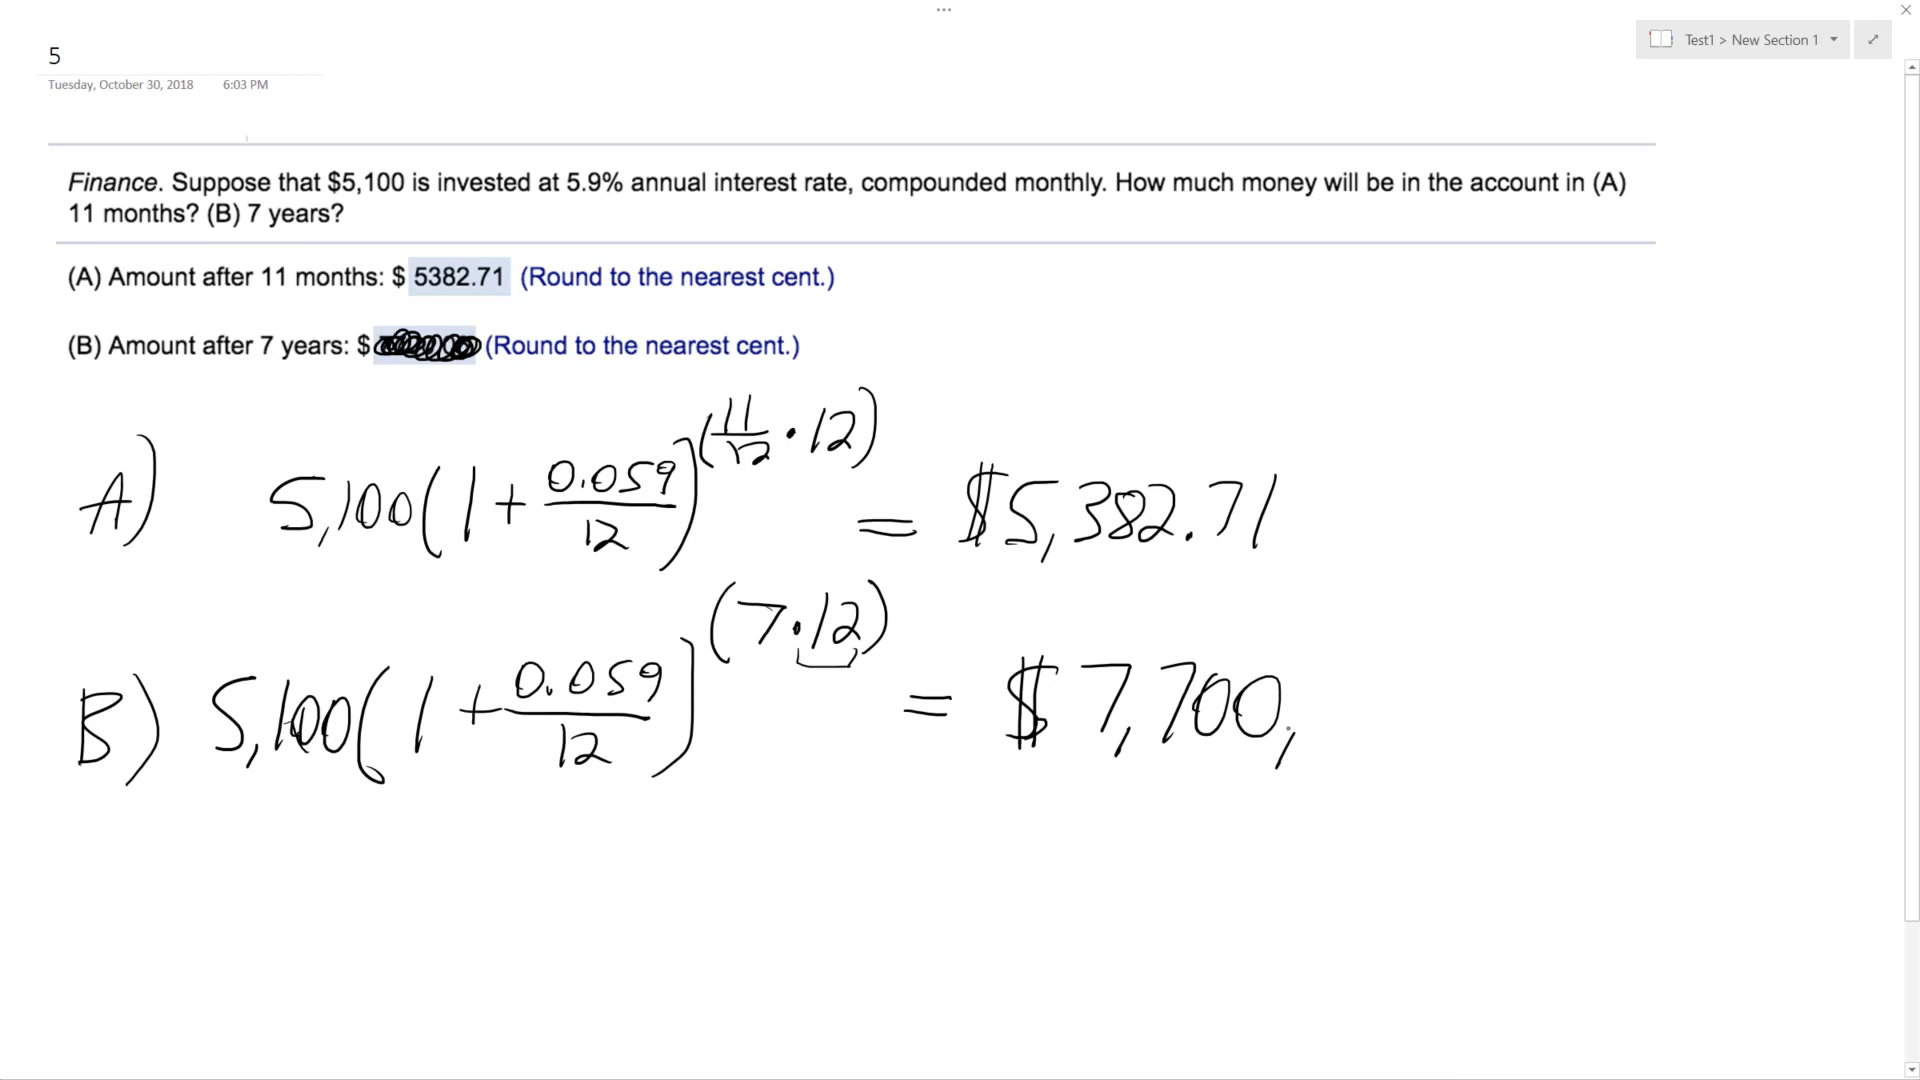 ...
Test1 > New Section 1
5
Tuesday, October 30, 2018 6:03 PM
Finance. Suppose that $5,100 is invested at 5.9% annual interest rate, compounded monthly. How much money will be in the account in (A)
11 months? (B) 7 years?
(A) Amount after 11 months: $ 5382.71 (Round to the nearest cent.)
(B) Amount after 7 years: $ (Round to the nearest cent.)
A) 5,100(1 + 0.059/12)^(11/12 · 12) = $5,382.71
B) 5,100(1 + 0.059/12)^(7·12) = $7,700,